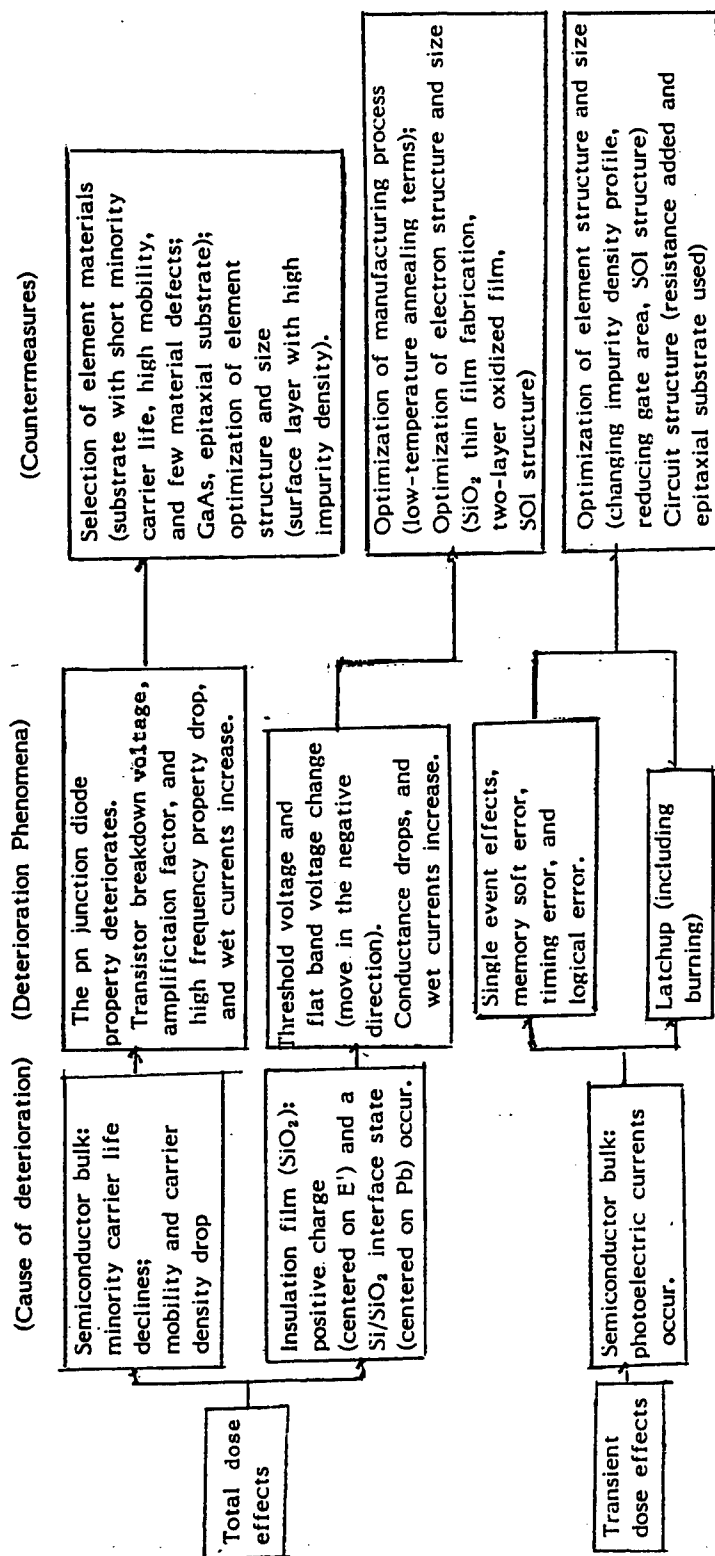 (Cause of deterioration)
(Deterioration Phenomena)
(Countermeasures)
Total dose
effects
Semiconductor bulk:
minority carrier life
declines;
mobility and carrier
density drop
The pn junction diode
property deteriorates.
Transistor breakdown voltage,
amplifictaion factor, and
high frequency property drop,
and wet currents increase.
Selection of element materials
(substrate with short minority
carrier life, high mobility,
and few material defects;
GaAs, epitaxial substrate);
optimization of element
structure and size
(surface layer with high
impurity density).
Insulation film (SiO₂):
positive charge
(centered on E') and a
Si/SiO₂ interface state
(centered on Pb) occur.
Threshold voltage and
flat band voltage change
(move in the negative
direction).
Conductance drops, and
wet currents increase.
Optimization of manufacturing process
(low-temperature annealing terms);
Optimization of electron structure and size
(SiO₂ thin film fabrication,
two-layer oxidized film,
SOI structure)
Transient
dose effects
Semiconductor bulk:
photoelectric currents
occur.
Single event effects,
memory soft error,
timing error, and
logical error.
Latchup (including
burning)
Optimization of element structure and size
(changing impurity density profile,
reducing gate area, SOI structure)
Circuit structure (resistance added and
epitaxial substrate used)